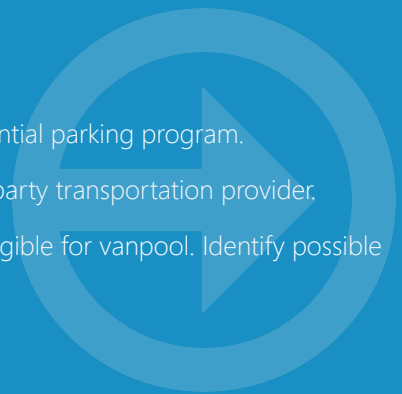 ntial parking program.
party transportation provider.
gible for vanpool. Identify possible